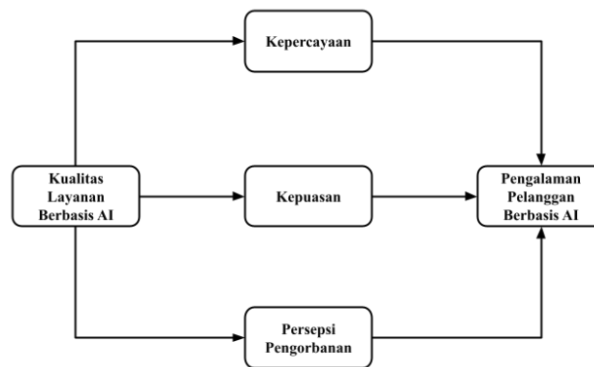 Kepercayaan
Kualitas
Layanan
Berbasis AI
Kepuasan
Pengalaman
Pelanggan
Berbasis AI
Persepsi
Pengorbanan